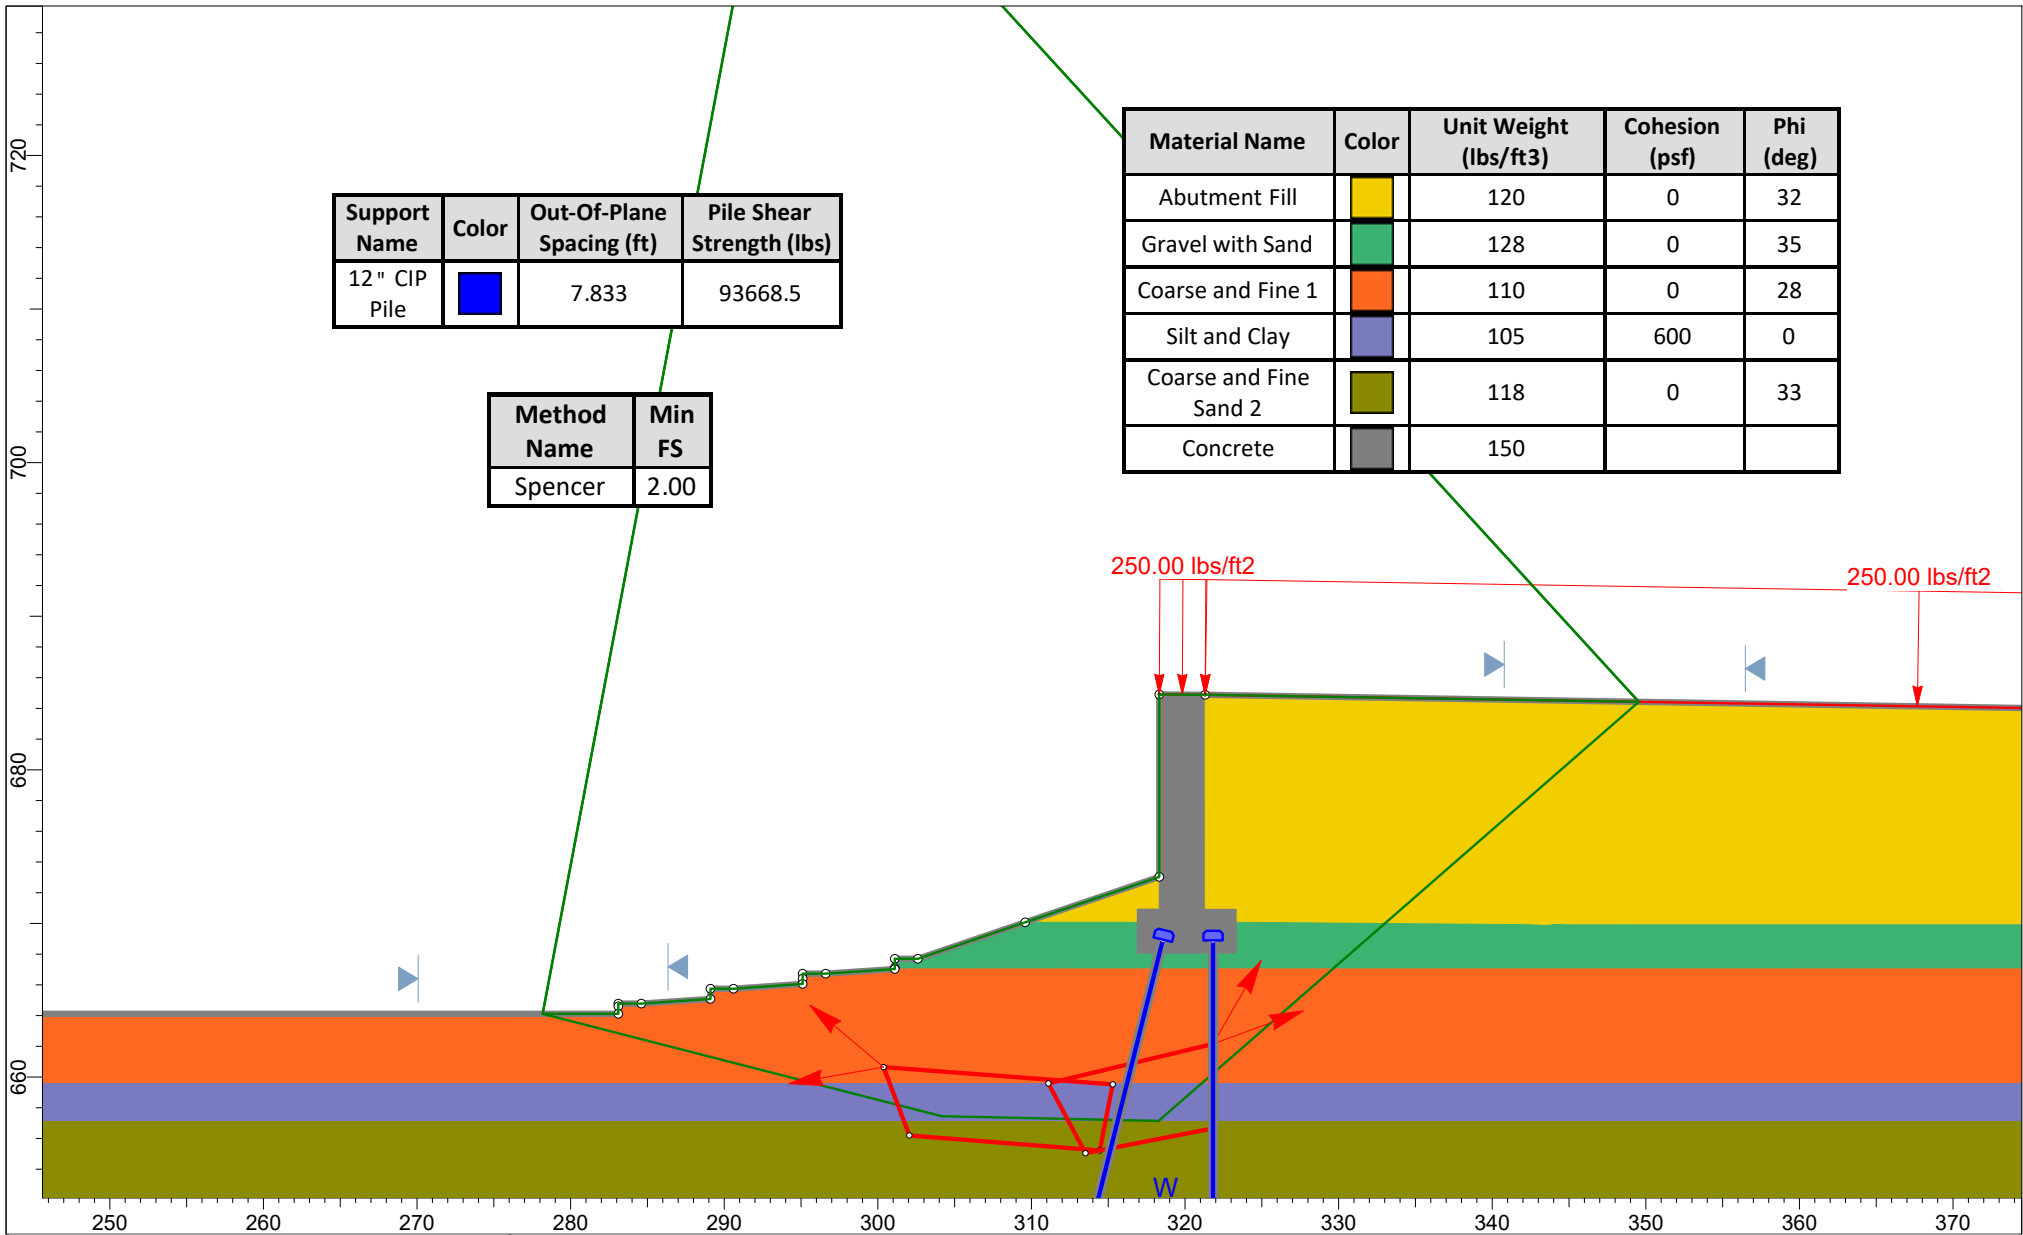 720
700
680
660
Support Name Color Out-Of-Plane Spacing (ft) Pile Shear Strength (lbs)
12" CIP Pile 7.833 93668.5
Method Name Min FS
Spencer 2.00
Material Name Color Unit Weight (lbs/ft3) Cohesion (psf) Phi (deg)
Abutment Fill 120 0 32
Gravel with Sand 128 0 35
Coarse and Fine 1 110 0 28
Silt and Clay 105 600 0
Coarse and Fine Sand 2 118 0 33
Concrete 150
250.00 lbs/ft2
250.00 lbs/ft2
W
250 260 270 280 290 300 310 320 330 340 350 360 370